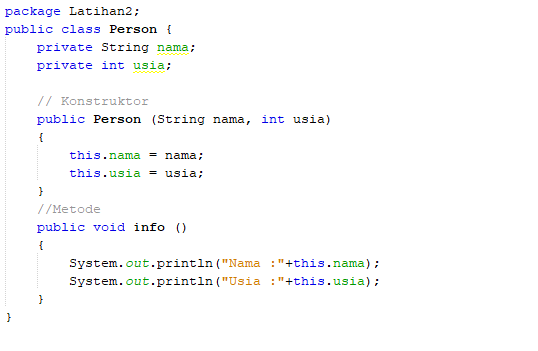 package Latihan2;
public class Person {
    private String nama;
    private int usia;

    // Konstruktor
    public Person (String nama, int usia)
    {
        this.nama = nama;
        this.usia = usia;
    }
    //Metode
    public void info ()
    {
        System.out.println("Nama :"+this.nama);
        System.out.println("Usia :"+this.usia);
    }
}